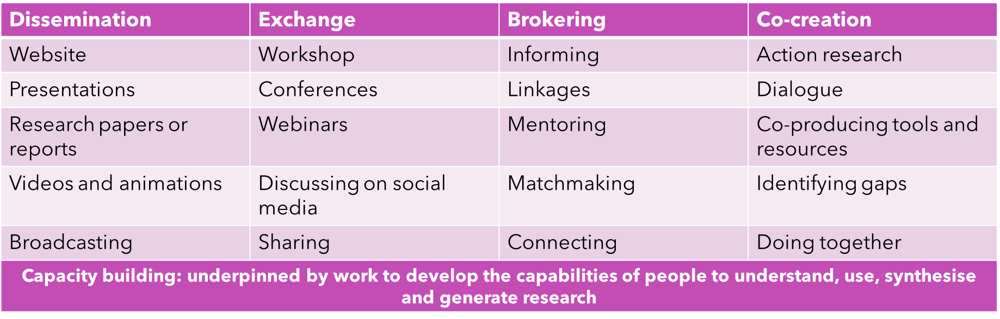 Dissemination Exchange Brokering Co-creation
Website Workshop Informing Action research
Presentations Conferences Linkages Dialogue
Research papers or Webinars Mentoring Co-producing tools and
reports resources
Videos and animations Discussing on social Matchmaking Identifying gaps
media
Broadcasting Sharing Connecting Doing together
Capacity building: underpinned by work to develop the capabilities of people to understand, use, synthesise
and generate research